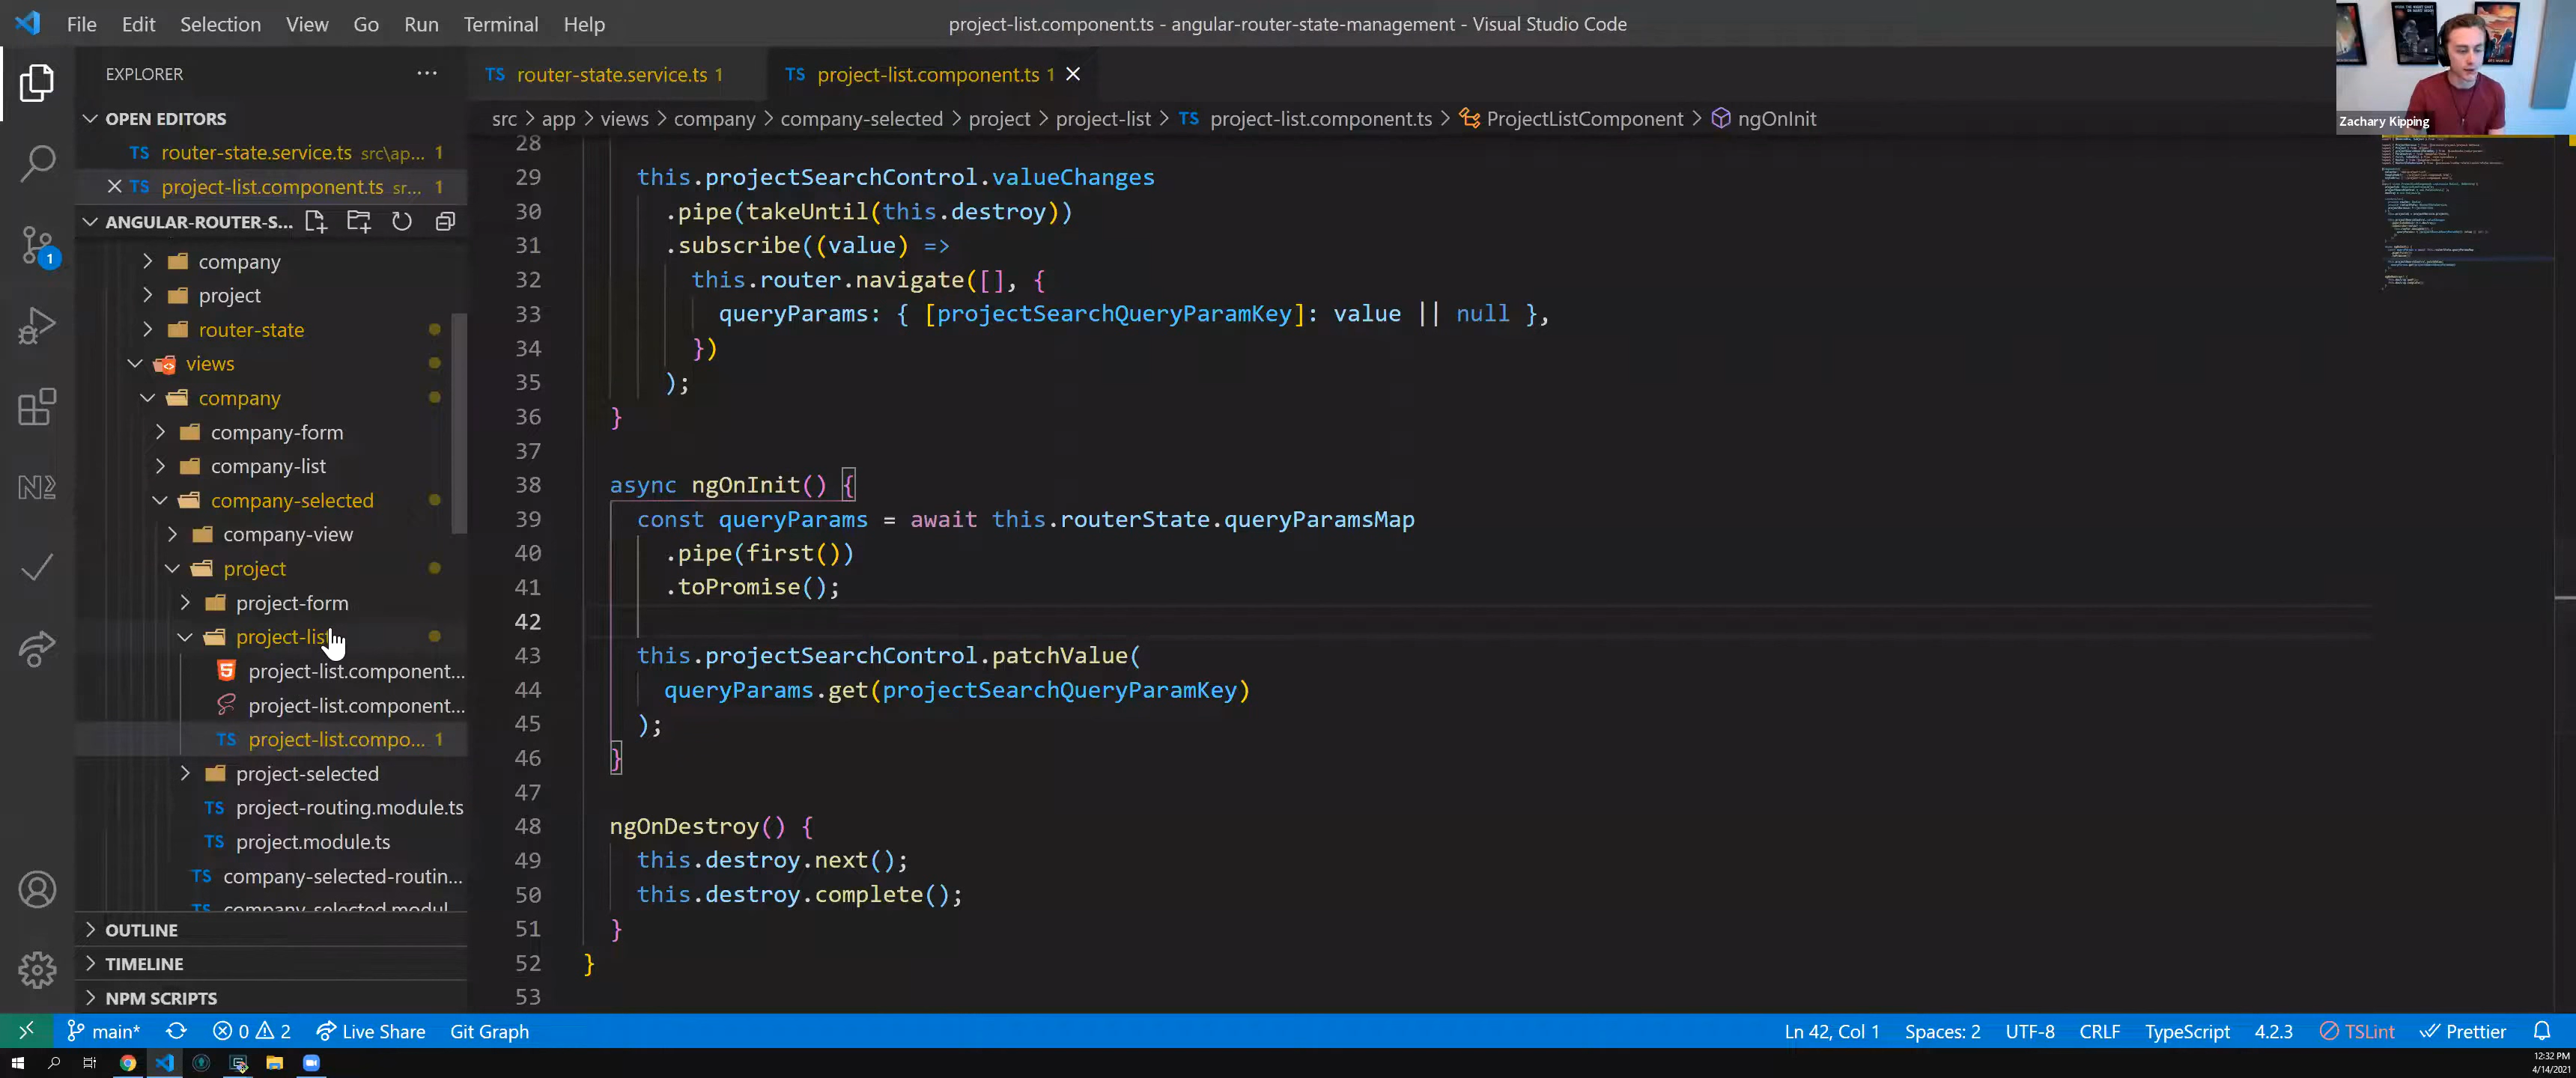 File Edit Selection View Go Run Terminal Help
project-list.component.ts - angular-router-state-management - Visual Studio Code
Zachary Kipping
EXPLORER ...
OPEN EDITORS
TS router-state.service.ts src\ap... 1
TS project-list.component.ts sr... 1
ANGULAR-ROUTER-S...
company
project
router-state
views
company
company-form
company-list
company-selected
company-view
project
project-form
project-list
project-list.component...
project-list.component...
TS project-list.compo... 1
project-selected
TS project-routing.module.ts
TS project.module.ts
TS company-selected-routin...
TS company-selected.modul
OUTLINE
TIMELINE
NPM SCRIPTS
TS router-state.service.ts 1
TS project-list.component.ts 1
src > app > views > company > company-selected > project > project-list > TS project-list.component.ts > ProjectListComponent > ngOnInit
28
29 this.projectSearchControl.valueChanges
30 .pipe(takeUntil(this.destroy))
31 .subscribe((value) =>
32 this.router.navigate([], {
33 queryParams: { [projectSearchQueryParamKey]: value || null },
34 })
35 );
36 }
37
38 async ngOnInit() {
39 const queryParams = await this.routerState.queryParamsMap
40 .pipe(first())
41 .toPromise();
42
43 this.projectSearchControl.patchValue(
44 queryParams.get(projectSearchQueryParamKey)
45 );
46 }
47
48 ngOnDestroy() {
49 this.destroy.next();
50 this.destroy.complete();
51 }
52 }
53
main* 0 2 Live Share Git Graph
Ln 42, Col 1 Spaces: 2 UTF-8 CRLF TypeScript 4.2.3 TSLint Prettier
12:32 PM
4/14/2021